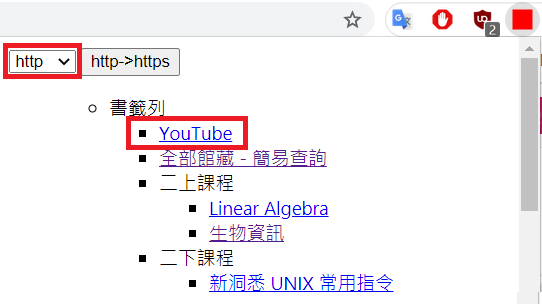 2
http http->https
書籤列
YouTube
全部館藏 - 簡易查詢
二上課程
Linear Algebra
生物資訊
二下課程
新洞悉 UNIX 常用指令